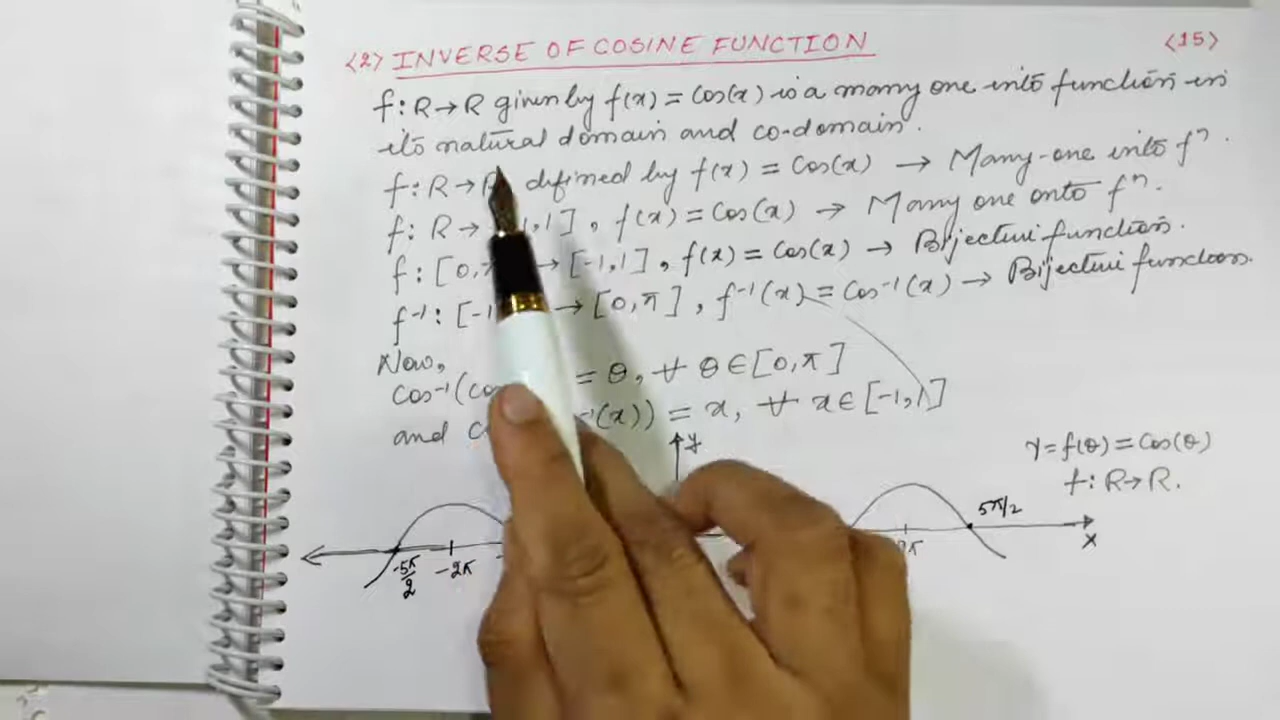 <2> INVERSE OF COSINE FUNCTION
<15>
f: R→R given by f(x) = Cos(x) is a many one into function in
its natural domain and co-domain.
f: R→R defined by f(x) = Cos(x) → Many-one into fⁿ.
f: R→ ,1], f(x) = Cos(x) → Many one onto fⁿ.
f: [0, → [-1,1], f(x) = Cos(x) → Bijective function.
f⁻¹: [-1 → [0,π], f⁻¹(x) = Cos⁻¹(x) → Bijective function.
Now,
Cos⁻¹( = θ, ∀ θ∈[0,π]
and ⁻¹(x)) = x, ∀ x∈[-1,1]
y
Y = f(θ) = Cos(θ)
f: R→R.
5π/2
-5π/2
-2π
X